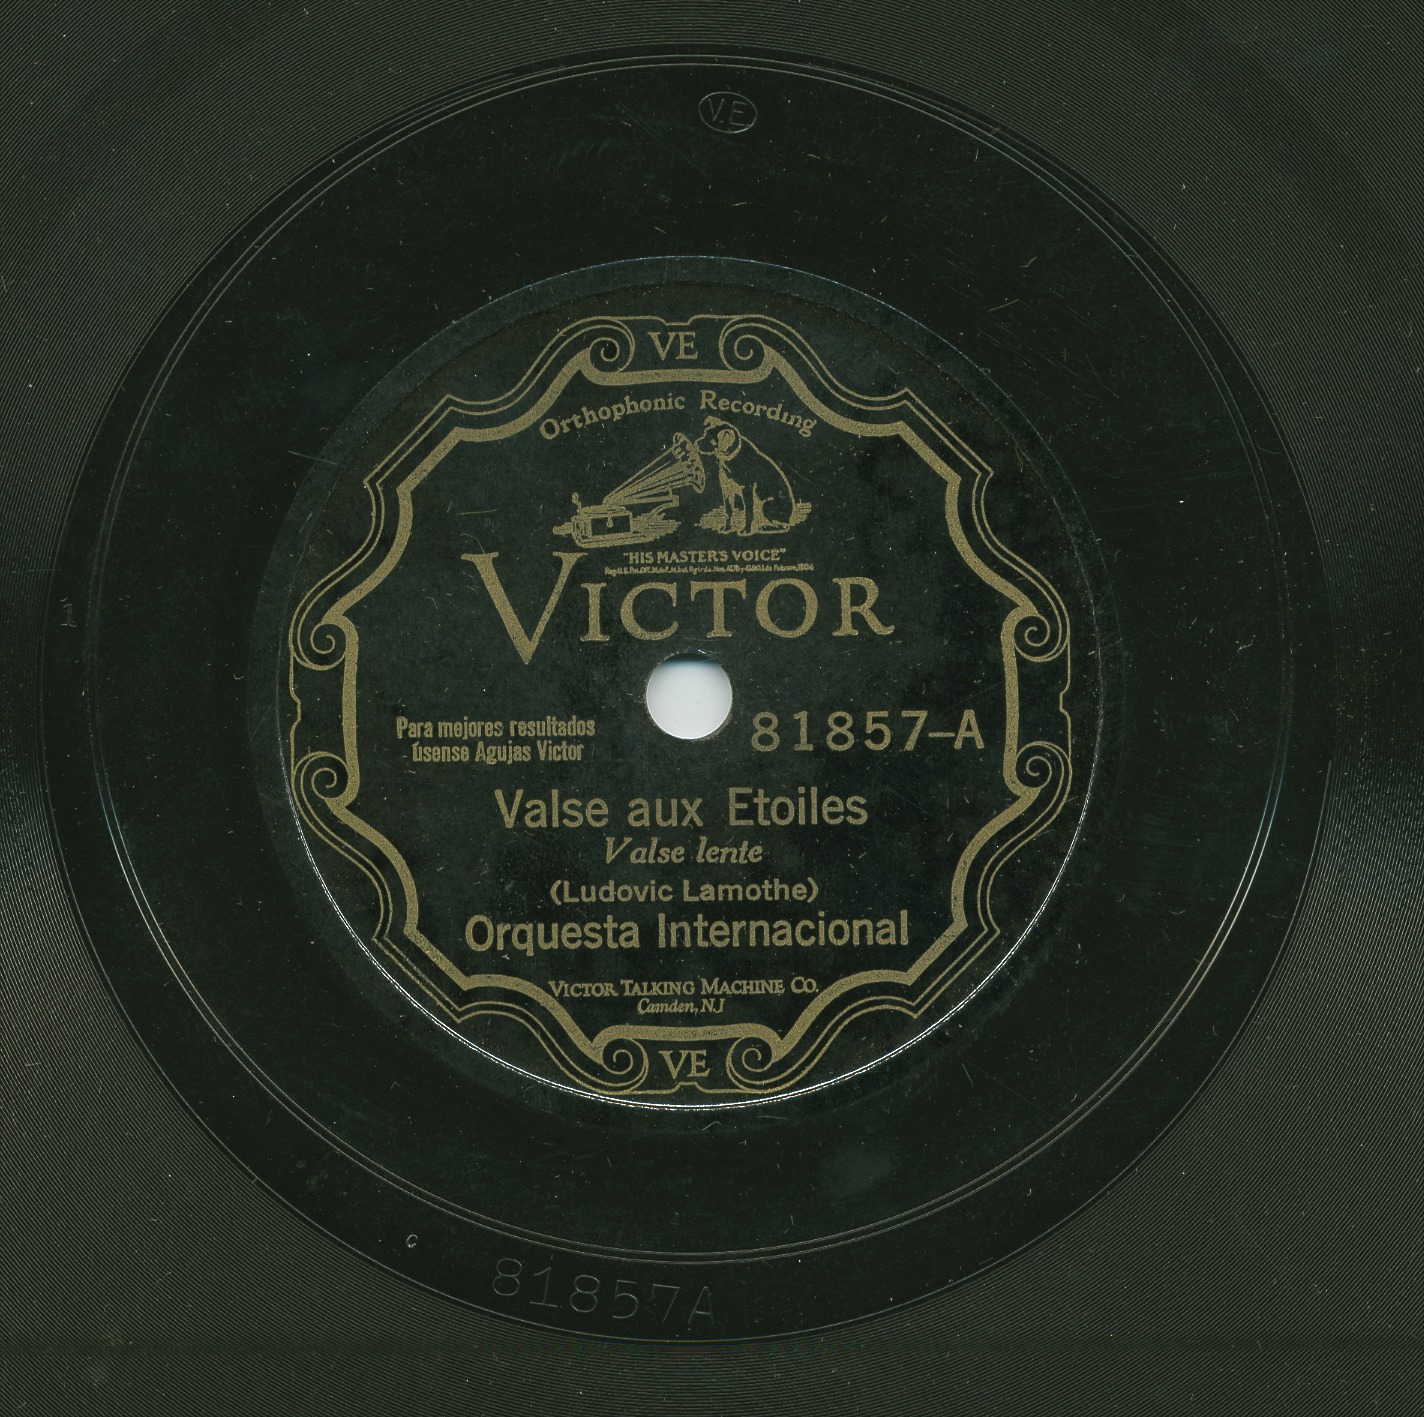 V.E.
VE
Orthophonic Recording
"HIS MASTER'S VOICE"
VICTOR
1
Para mejores resultados
úsense Agujas Victor
81857-A
Valse aux Etoiles
Valse lente
(Ludovic Lamothe)
Orquesta Internacional
VICTOR TALKING MACHINE CO.
Camden, N.J
VE
81857A